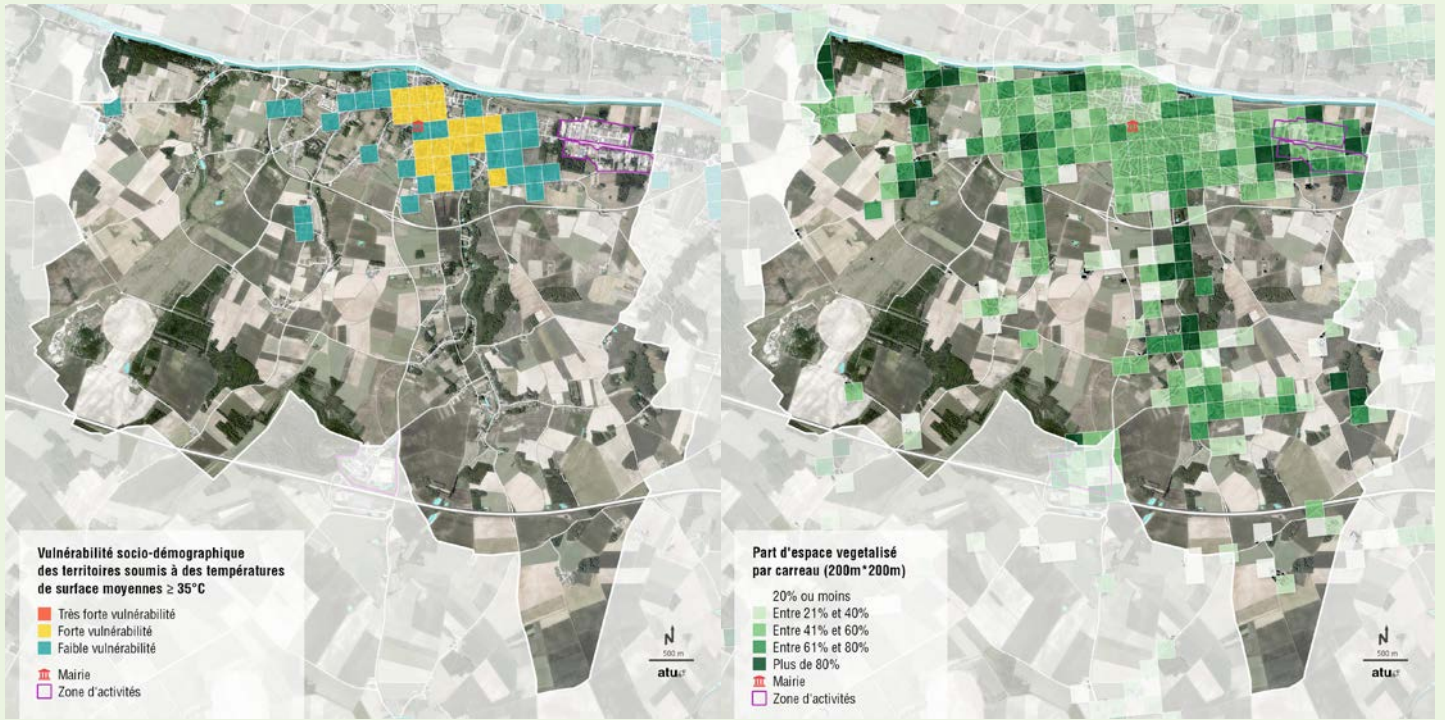 Vulnérabilité socio-démographique
des territoires soumis à des températures
de surface moyennes ≥ 35°C
Très forte vulnérabilité
Forte vulnérabilité
Faible vulnérabilité
Mairie
Zone d'activités
N
500 m
atu
Part d'espace vegetalisé
par carreau (200m*200m)
20% ou moins
Entre 21% et 40%
Entre 41% et 60%
Entre 61% et 80%
Plus de 80%
Mairie
Zone d'activités
N
500 m
atu